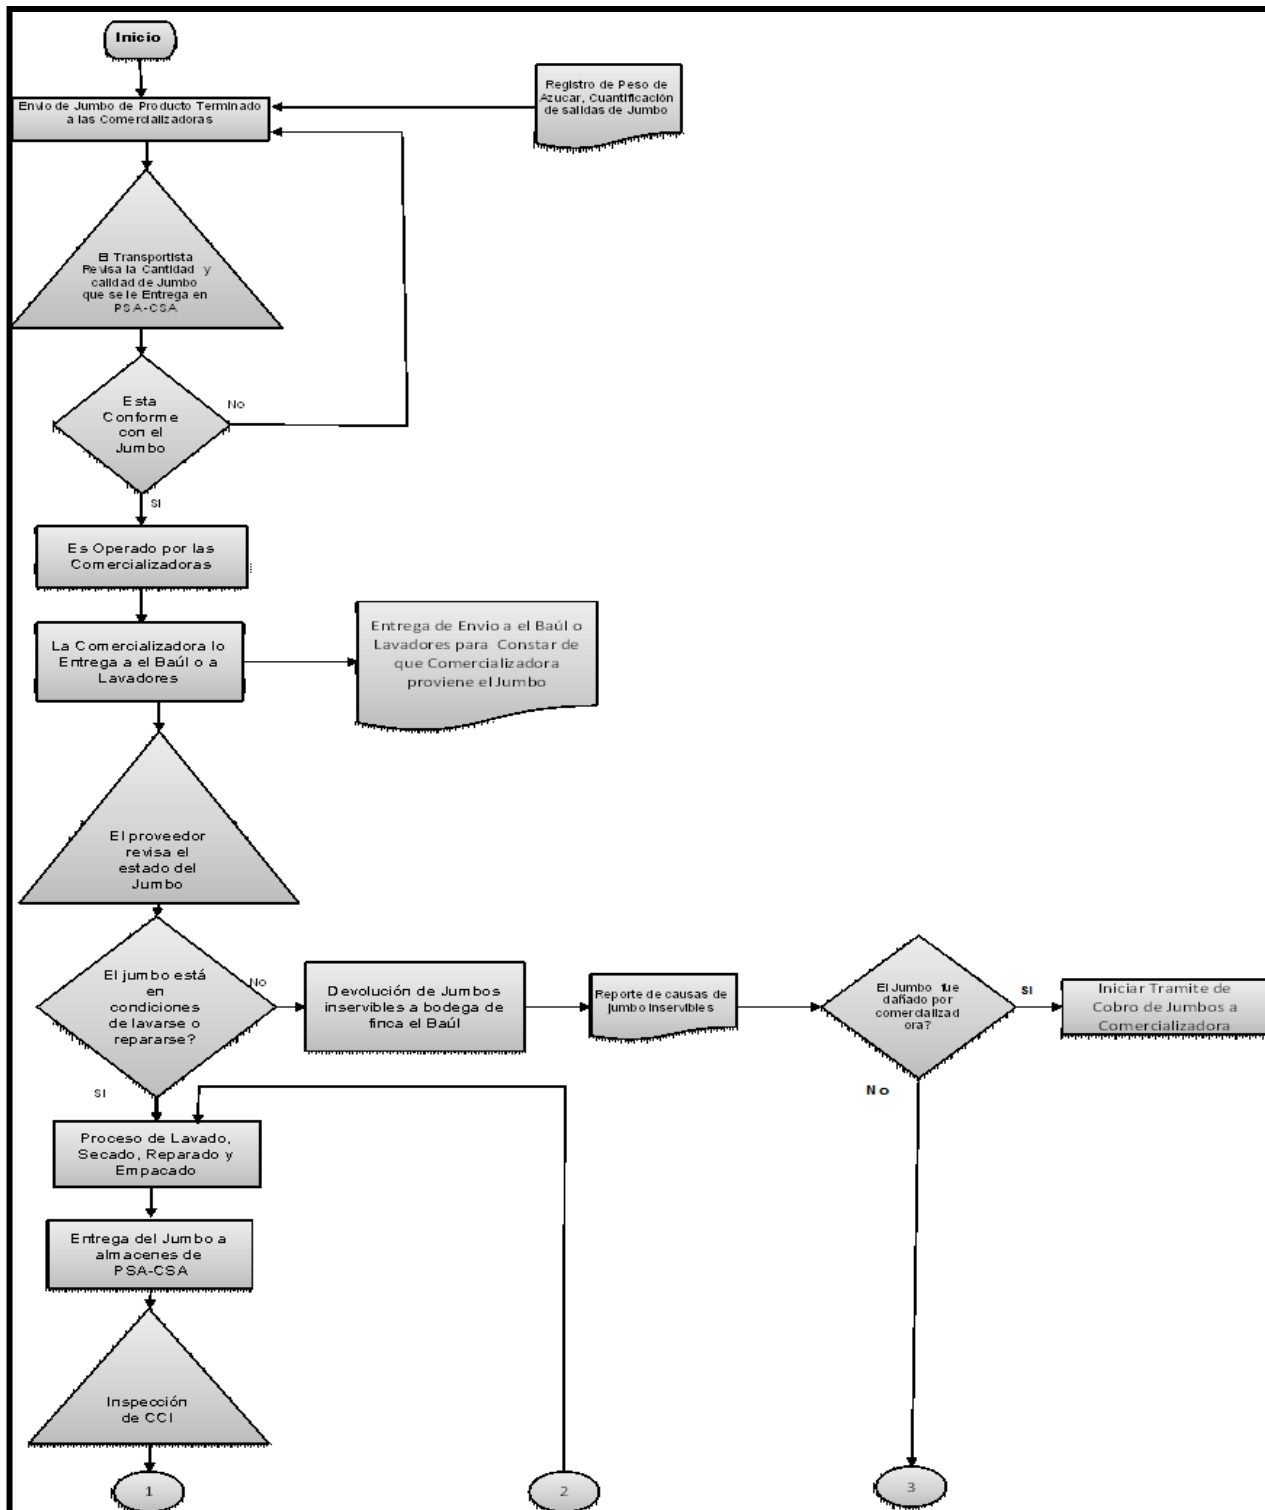 Inicio
Registro de Peso de
Azucar, Cuantificación
de salidas de Jumbo
Envio de Jumbo de Producto Terminado
a las Comercializadoras
El Transportista
Revisa la Cantidad y
calidad de Jumbo
que se le Entrega en
PSA-CSA
Esta
Conforme
con el
Jumbo
No
SI
Es Operado por las
Comercializadoras
La Comercializadora lo
Entrega a el Baúl o a
Lavadores
Entrega de Envio a el Baúl o
Lavadores para Constar de
que Comercializadora
proviene el Jumbo
El proveedor
revisa el
estado del
Jumbo
El jumbo está
en
condiciones
de lavarse o
repararse?
No
Devolución de Jumbos
inservibles a bodega de
finca el Baúl
Reporte de causas de
jumbo Inservibles
El Jumbo fue
dañado por
comercializad
ora?
SI
Iniciar Tramite de
Cobro de Jumbos a
Comercializadora
No
SI
Proceso de Lavado,
Secado, Reparado y
Empacado
Entrega del Jumbo a
almacenes de
PSA-CSA
Inspección
de CCI
1
2
3